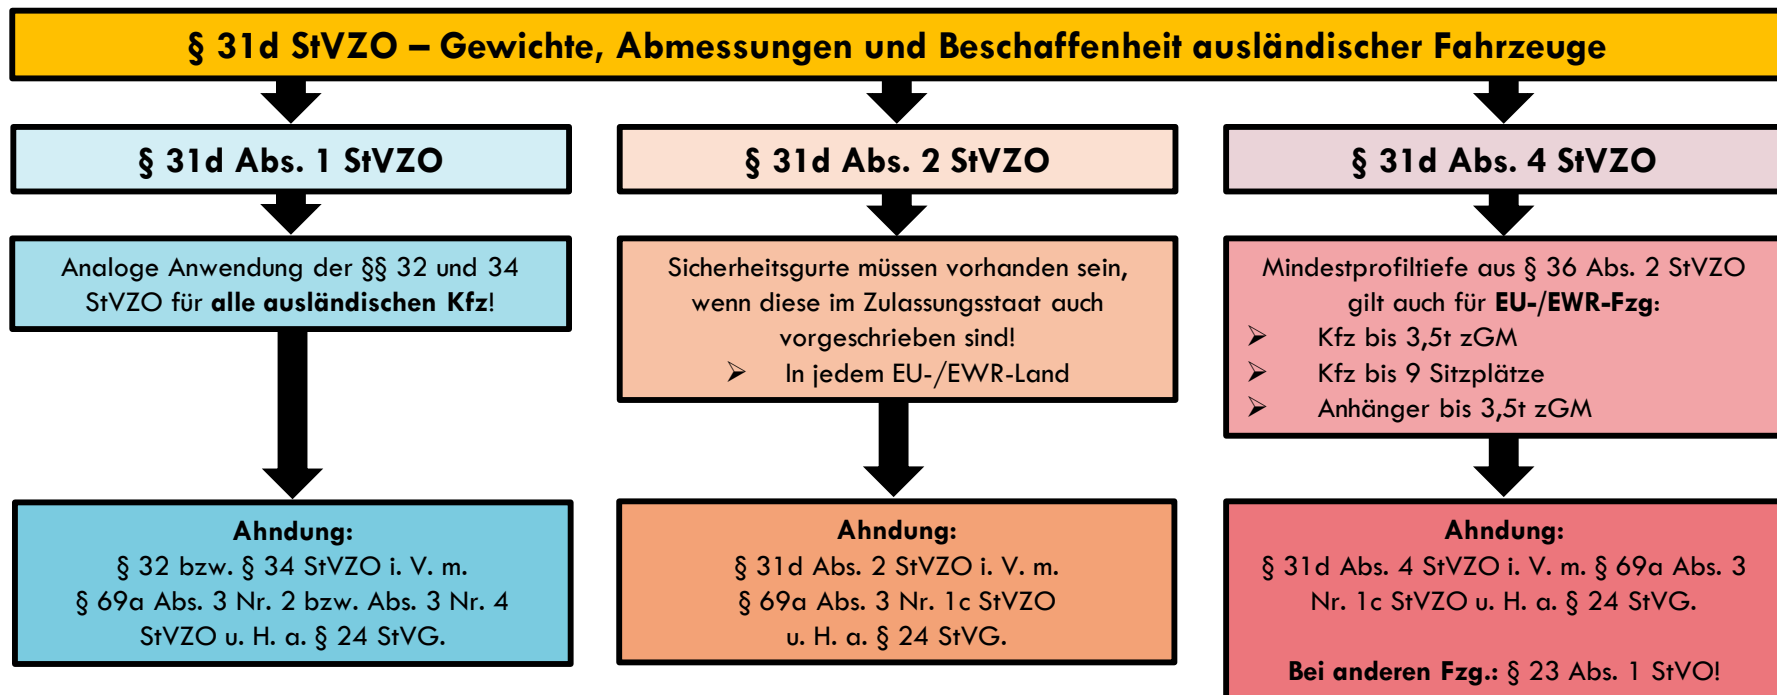 § 31d StVZO – Gewichte, Abmessungen und Beschaffenheit ausländischer Fahrzeuge
§ 31d Abs. 1 StVZO
Analoge Anwendung der §§ 32 und 34
StVZO für alle ausländischen Kfz!
Ahndung:
§ 32 bzw. § 34 StVZO i. V. m.
§ 69a Abs. 3 Nr. 2 bzw. Abs. 3 Nr. 4
StVZO u. H. a. § 24 StVG.
§ 31d Abs. 2 StVZO
Sicherheitsgurte müssen vorhanden sein,
wenn diese im Zulassungsstaat auch
vorgeschrieben sind!
➢ In jedem EU-/EWR-Land
Ahndung:
§ 31d Abs. 2 StVZO i. V. m.
§ 69a Abs. 3 Nr. 1c StVZO
u. H. a. § 24 StVG.
§ 31d Abs. 4 StVZO
Mindestprofiltiefe aus § 36 Abs. 2 StVZO
gilt auch für EU-/EWR-Fzg:
➢ Kfz bis 3,5t zGM
➢ Kfz bis 9 Sitzplätze
➢ Anhänger bis 3,5t zGM
Ahndung:
§ 31d Abs. 4 StVZO i. V. m. § 69a Abs. 3
Nr. 1c StVZO u. H. a. § 24 StVG.
Bei anderen Fzg.: § 23 Abs. 1 StVO!